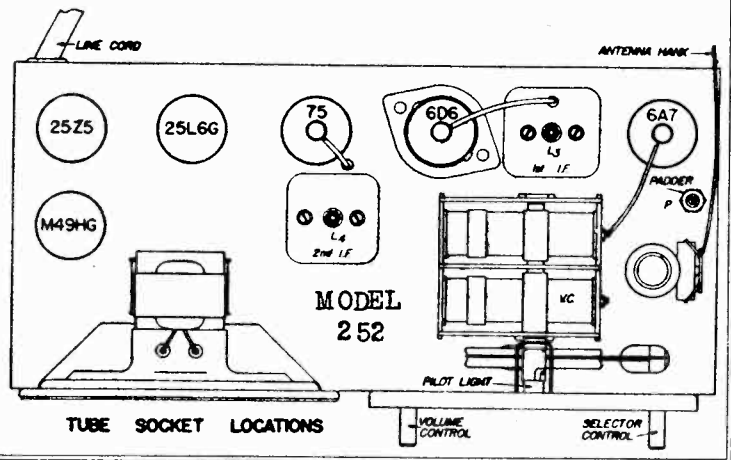 LINE CORD
ANTENNA HANK
25Z5
25L6G
75
6D6
6A7
L3
1st I.F
PADDER
P
M49HG
L4
2nd I.F
MODEL
252
VC
PILOT LIGHT
TUBE SOCKET LOCATIONS
VOLUME
CONTROL
SELECTOR
CONTROL